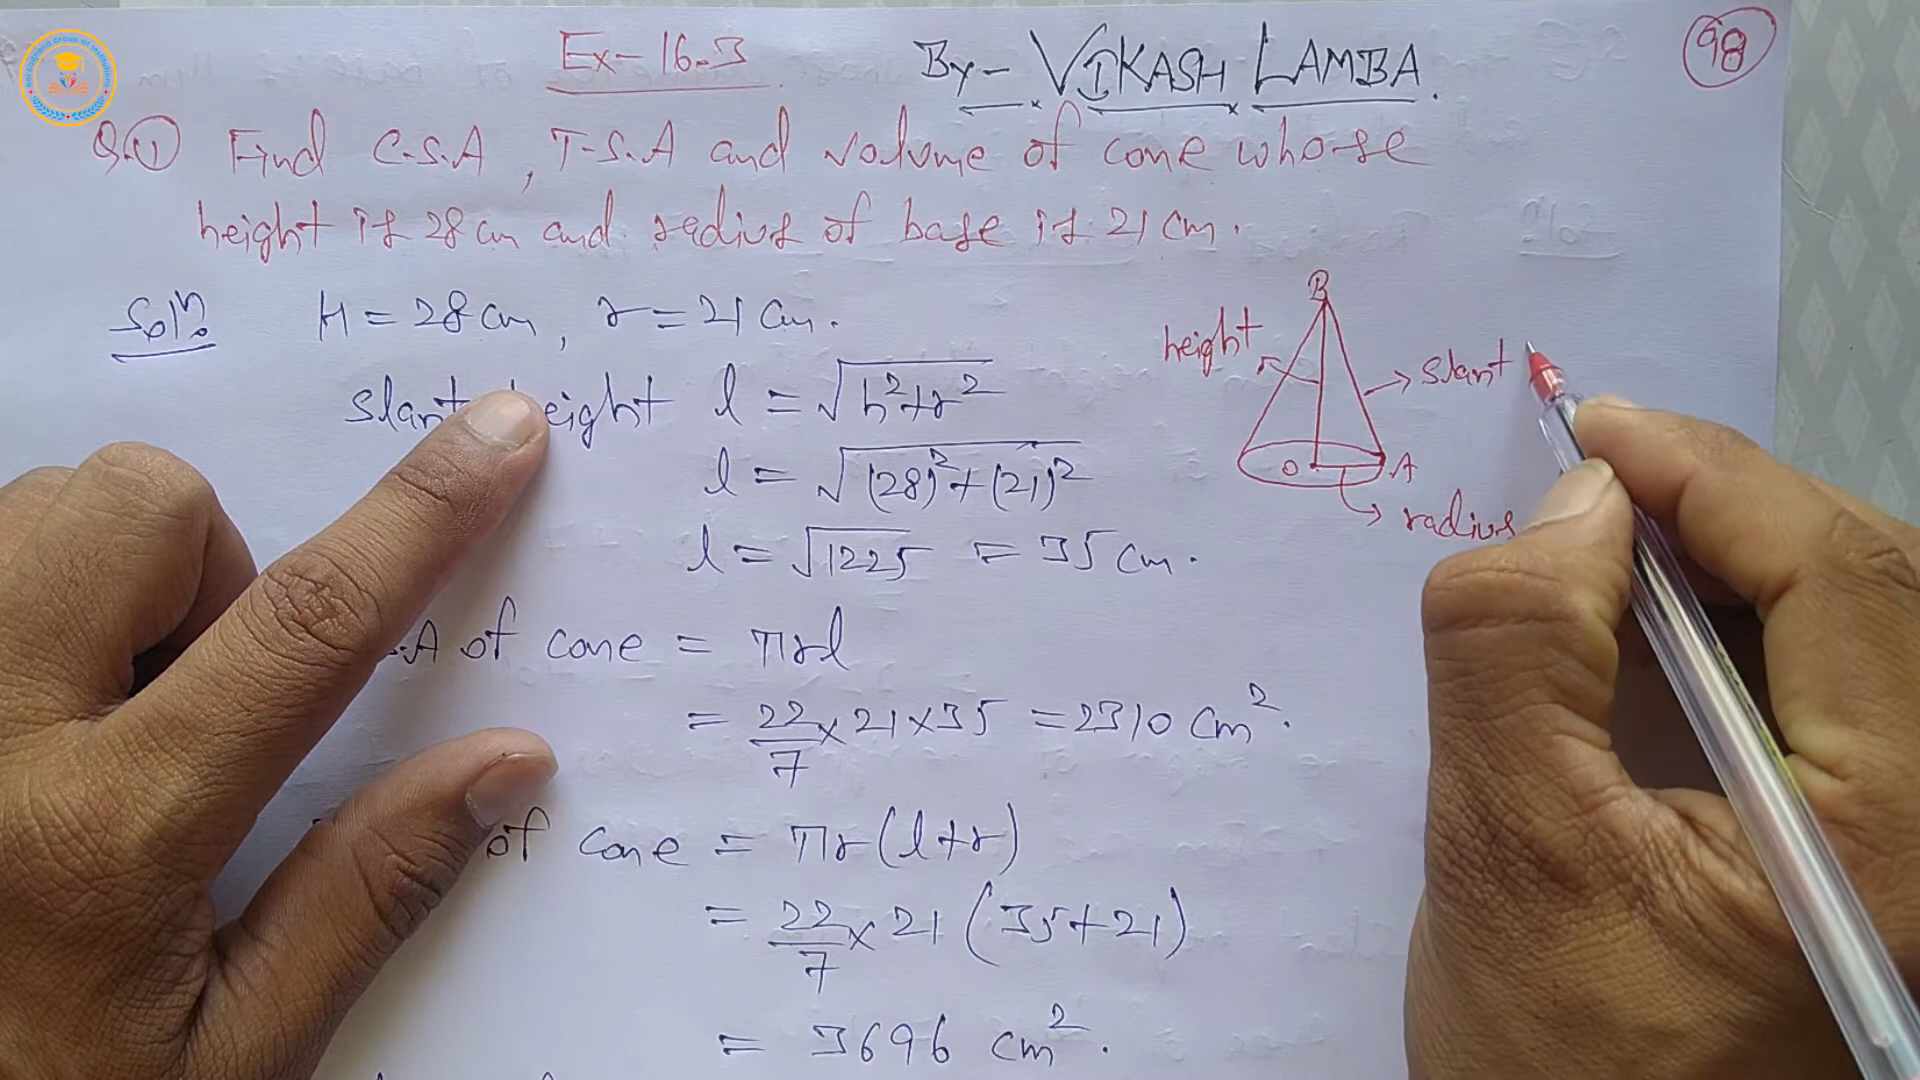 Ex-16.3
By- VIKASH LAMBA.
98
Q.1 Find C.S.A, T.S.A and volume of cone whose
height is 28 cm and radius of base is 21 cm.
Soln. H = 28 cm, r = 21 cm.
Slant height l = √h²+r²
l = √(28)²+(21)²
l = √1225 = 35 cm.
.A of cone = πrl
= 22/7 × 21 × 35 = 2310 cm².
of cone = πr(l+r)
= 22/7 × 21 (35+21)
= 3696 cm².
B
height
slant
O
A
radius